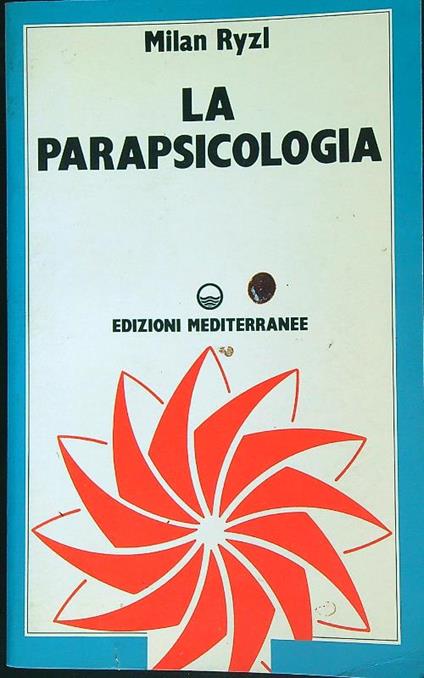 Milan Ryzl
LA
PARAPSICOLOGIA
EDIZIONI MEDITERRANEE